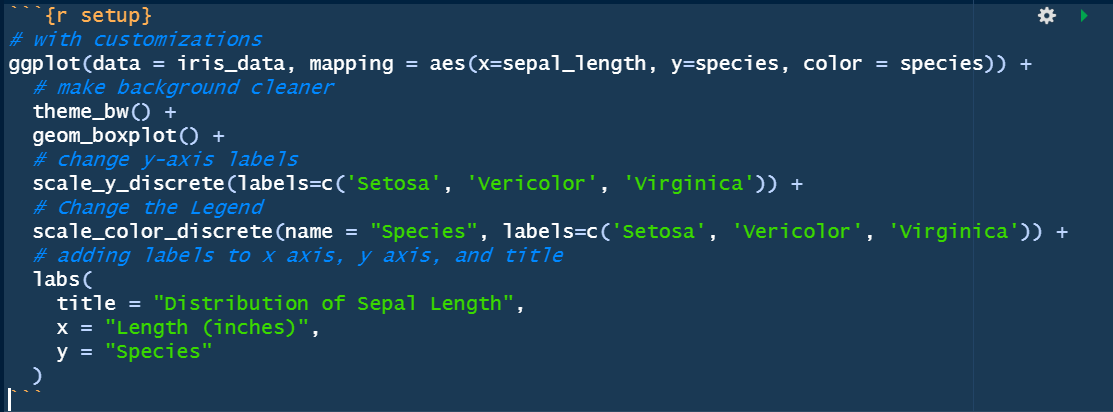 ```{r setup}
# with customizations
ggplot(data = iris_data, mapping = aes(x=sepal_length, y=species, color = species)) +
  # make background cleaner
  theme_bw() +
  geom_boxplot() +
  # change y-axis labels
  scale_y_discrete(labels=c('Setosa', 'Vericolor', 'Virginica')) +
  # Change the Legend
  scale_color_discrete(name = "Species", labels=c('Setosa', 'Vericolor', 'Virginica')) +
  # adding labels to x axis, y axis, and title
  labs(
    title = "Distribution of Sepal Length",
    x = "Length (inches)",
    y = "Species"
  )
```